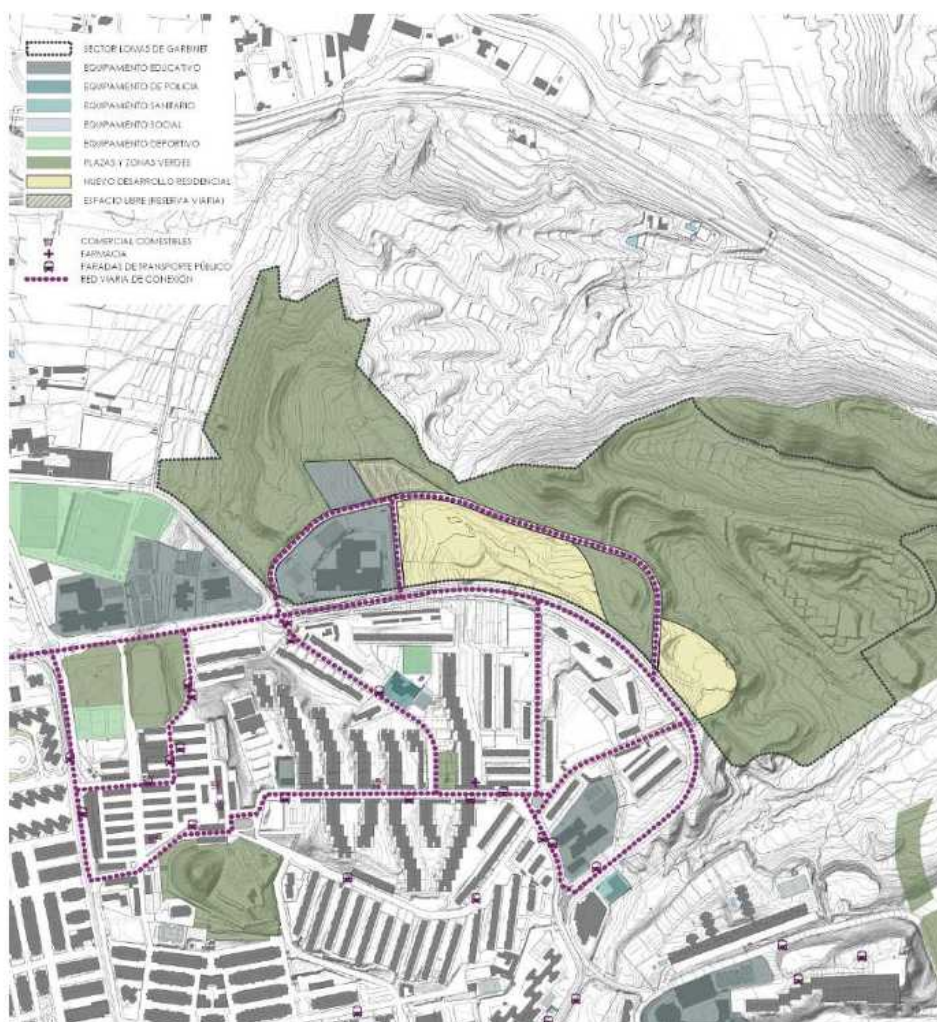 SECTOR LOMAS DE GARBINET
EQUIPAMIENTO EDUCATIVO
EQUIPAMIENTO DE POLICIA
EQUIPAMIENTO SANITARIO
EQUIPAMIENTO SOCIAL
EQUIPAMIENTO DEPORTIVO
PLAZAS Y ZONAS VERDES
NUEVO DESARROLLO RESIDENCIAL
ESPACIO LIBRE (RESERVA VIARIA)
COMERCIAL COMESTIBLES
FARMACIA
PARADAS DE TRANSPORTE PÚBLICO
RED VIARIA DE CONEXIÓN